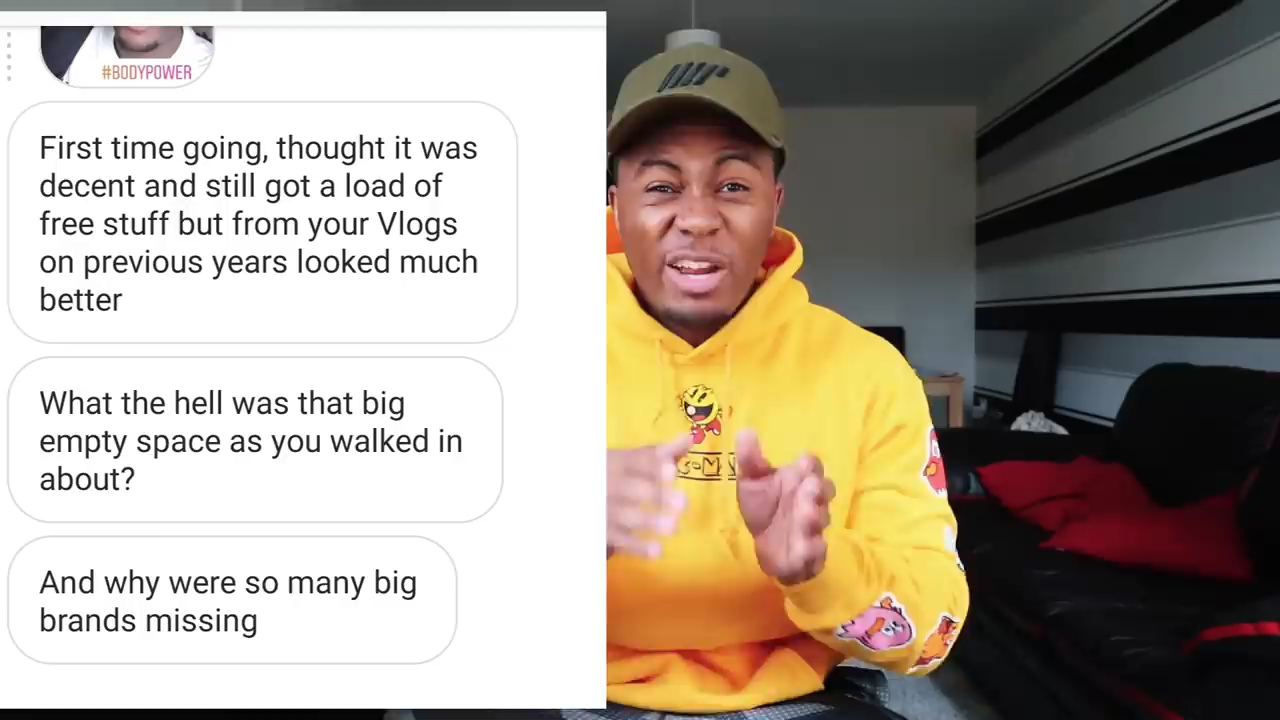 #BODYPOWER
First time going, thought it was
decent and still got a load of
free stuff but from your Vlogs
on previous years looked much
better
What the hell was that big
empty space as you walked in
about?
And why were so many big
brands missing